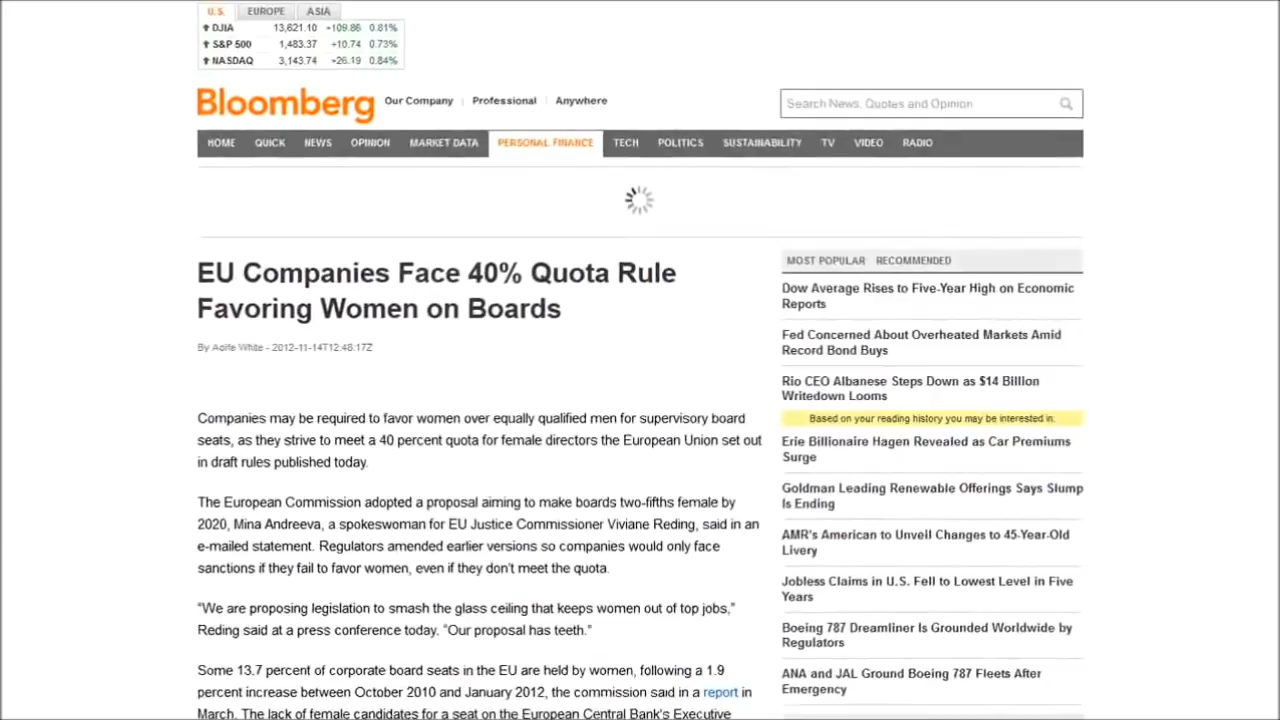 U.S. EUROPE ASIA
DJIA 13,621.10 +109.86 0.81%
S&P 500 1,483.37 +10.74 0.73%
NASDAQ 3,143.74 +26.19 0.84%
Bloomberg Our Company Professional Anywhere
Search News, Quotes and Opinion
HOME QUICK NEWS OPINION MARKET DATA PERSONAL FINANCE TECH POLITICS SUSTAINABILITY TV VIDEO RADIO
EU Companies Face 40% Quota Rule
Favoring Women on Boards
By Aoife White - 2012-11-14T12:48:17Z
Companies may be required to favor women over equally qualified men for supervisory board
seats, as they strive to meet a 40 percent quota for female directors the European Union set out
in draft rules published today.
The European Commission adopted a proposal aiming to make boards two-fifths female by
2020, Mina Andreeva, a spokeswoman for EU Justice Commissioner Viviane Reding, said in an
e-mailed statement. Regulators amended earlier versions so companies would only face
sanctions if they fail to favor women, even if they don't meet the quota.
“We are proposing legislation to smash the glass ceiling that keeps women out of top jobs,”
Reding said at a press conference today. “Our proposal has teeth.”
Some 13.7 percent of corporate board seats in the EU are held by women, following a 1.9
percent increase between October 2010 and January 2012, the commission said in a report in
March. The lack of female candidates for a seat on the European Central Bank's Executive
MOST POPULAR RECOMMENDED
Dow Average Rises to Five-Year High on Economic
Reports
Fed Concerned About Overheated Markets Amid
Record Bond Buys
Rio CEO Albanese Steps Down as $14 Billion
Writedown Looms
Based on your reading history you may be interested in:
Erie Billionaire Hagen Revealed as Car Premiums
Surge
Goldman Leading Renewable Offerings Says Slump
Is Ending
AMR's American to Unveil Changes to 45-Year-Old
Livery
Jobless Claims in U.S. Fell to Lowest Level in Five
Years
Boeing 787 Dreamliner Is Grounded Worldwide by
Regulators
ANA and JAL Ground Boeing 787 Fleets After
Emergency